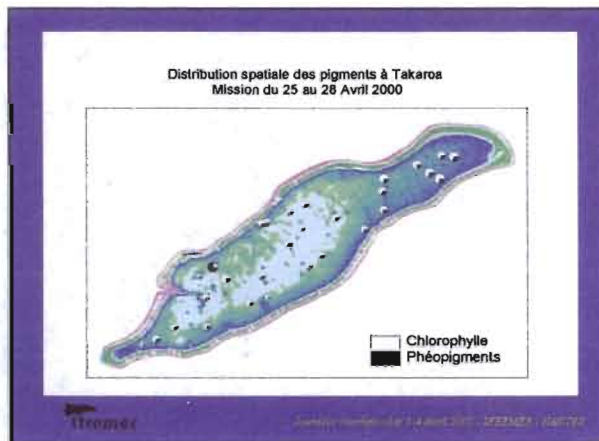 Distribution spatiale des pigments à Takaroa
Mission du 25 au 28 Avril 2000
Chlorophylle
Phéopigments
Ifremer